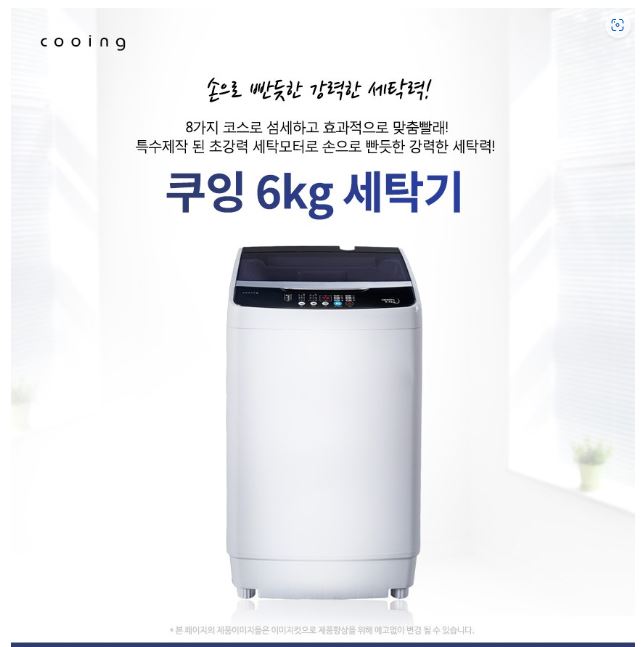 cooing
손으로 빤듯한 강력한 세탁력!
8가지 코스로 섬세하고 효과적으로 맞춤빨래!
특수제작 된 초강력 세탁모터로 손으로 빤듯한 강력한 세탁력!
쿠잉 6kg 세탁기
* 본 페이지의 제품이미지들은 이미지컷으로 제품향상을 위해 예고없이 변경 될 수 있습니다.